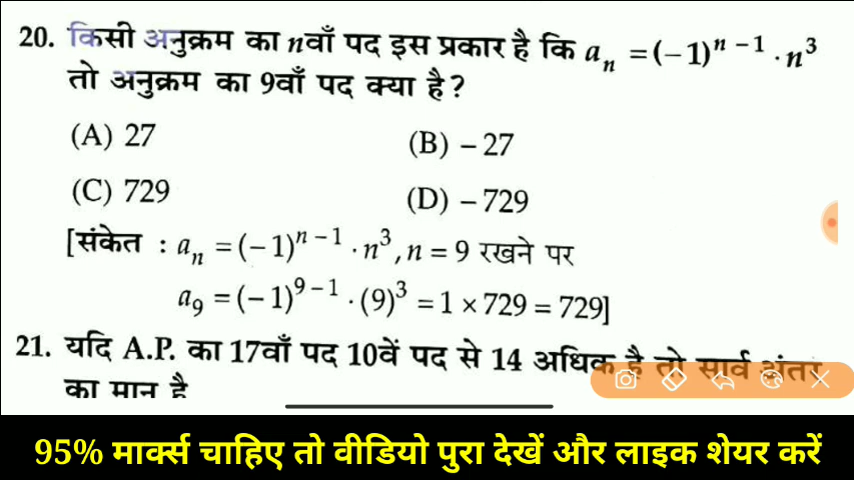 20. किसी अनुक्रम का nवाँ पद इस प्रकार है कि aₙ = (−1)ⁿ ⁻ ¹ · n³
तो अनुक्रम का 9वाँ पद क्या है?
(A) 27 (B) – 27
(C) 729 (D) – 729
[संकेत : aₙ = (−1)ⁿ ⁻ ¹ · n³, n = 9 रखने पर
a₉ = (−1)⁹ ⁻ ¹ · (9)³ = 1 × 729 = 729]
21. यदि A.P. का 17वाँ पद 10वें पद से 14 अधिक है तो सार्व अंतर
का मान है
95% मार्क्स चाहिए तो वीडियो पुरा देखें और लाइक शेयर करें